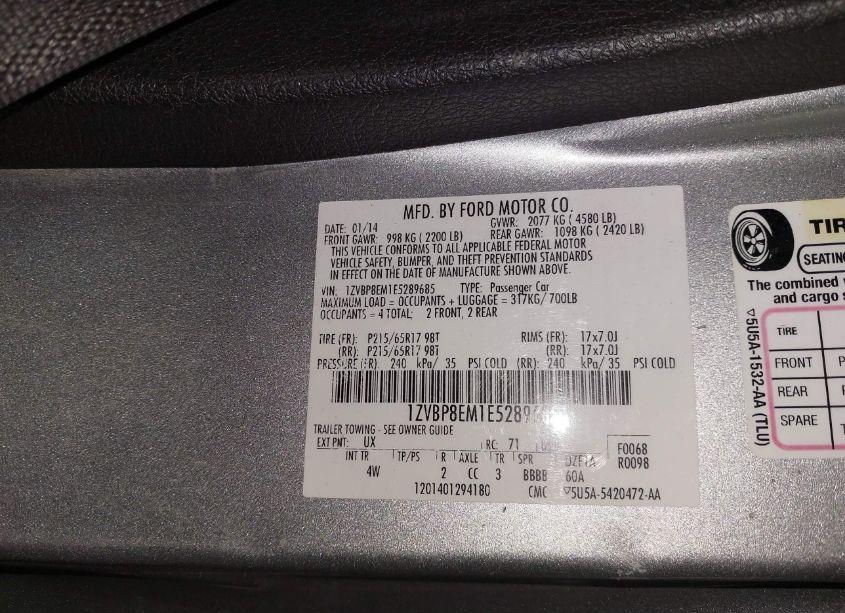 MFD. BY FORD MOTOR CO.
DATE: 01/14 GVWR: 2077 KG ( 4580 LB)
FRONT GAWR: 998 KG ( 2200 LB) REAR GAWR: 1098 KG ( 2420 LB)
THIS VEHICLE CONFORMS TO ALL APPLICABLE FEDERAL MOTOR
VEHICLE SAFETY, BUMPER, AND THEFT PREVENTION STANDARDS
IN EFFECT ON THE DATE OF MANUFACTURE SHOWN ABOVE.
VIN: 1ZVBP8EM1E5289685 TYPE: Passenger Car
MAXIMUM LOAD = OCCUPANTS + LUGGAGE = 317KG/ 700LB
OCCUPANTS = 4 TOTAL: 2 FRONT, 2 REAR
TIRE (FR): P215/65R17 98T RIMS (FR): 17x7.0J
(RR): P215/65R17 98T (RR): 17x7.0J
PRESSURE (FR): 240 kPa/ 35 PSI COLD (RR): 240 kPa/ 35 PSI COLD
1ZVBP8EM1E52896
TRAILER TOWING - SEE OWNER GUIDE
EXT PNT: UX RC: 71 F0068
INT TR TP/PS R AXLE TR SPR R0098
4W 2 CC 3 BBBB 60A
1201401294180 CMC ▽5U5A-5420472-AA
TIR
SEATING
The combined
and cargo
TIRE
FRONT
REAR
SPARE
▽5U5A-1532-AA (TLU)